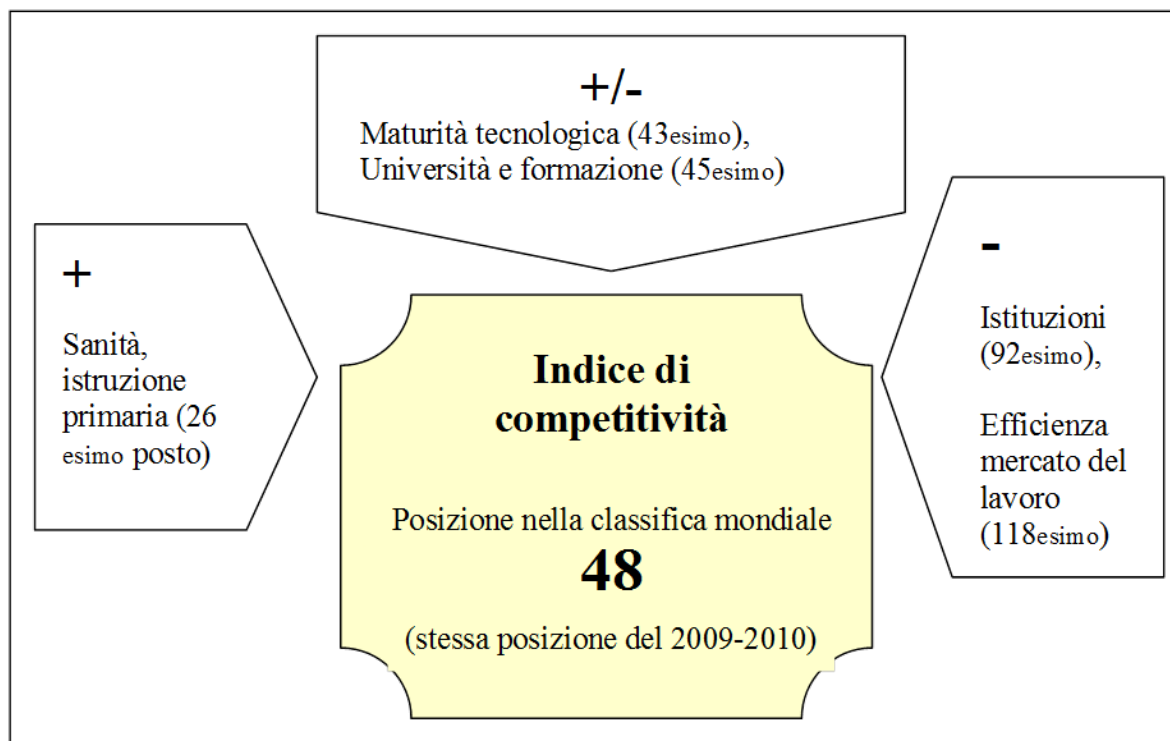 +/-
Maturità tecnologica (43esimo),
Università e formazione (45esimo)
+
Sanità,
istruzione
primaria (26
esimo posto)
-
Istituzioni
(92esimo),
Efficienza
mercato del
lavoro
(118esimo)
Indice di
competitività
Posizione nella classifica mondiale
48
(stessa posizione del 2009-2010)